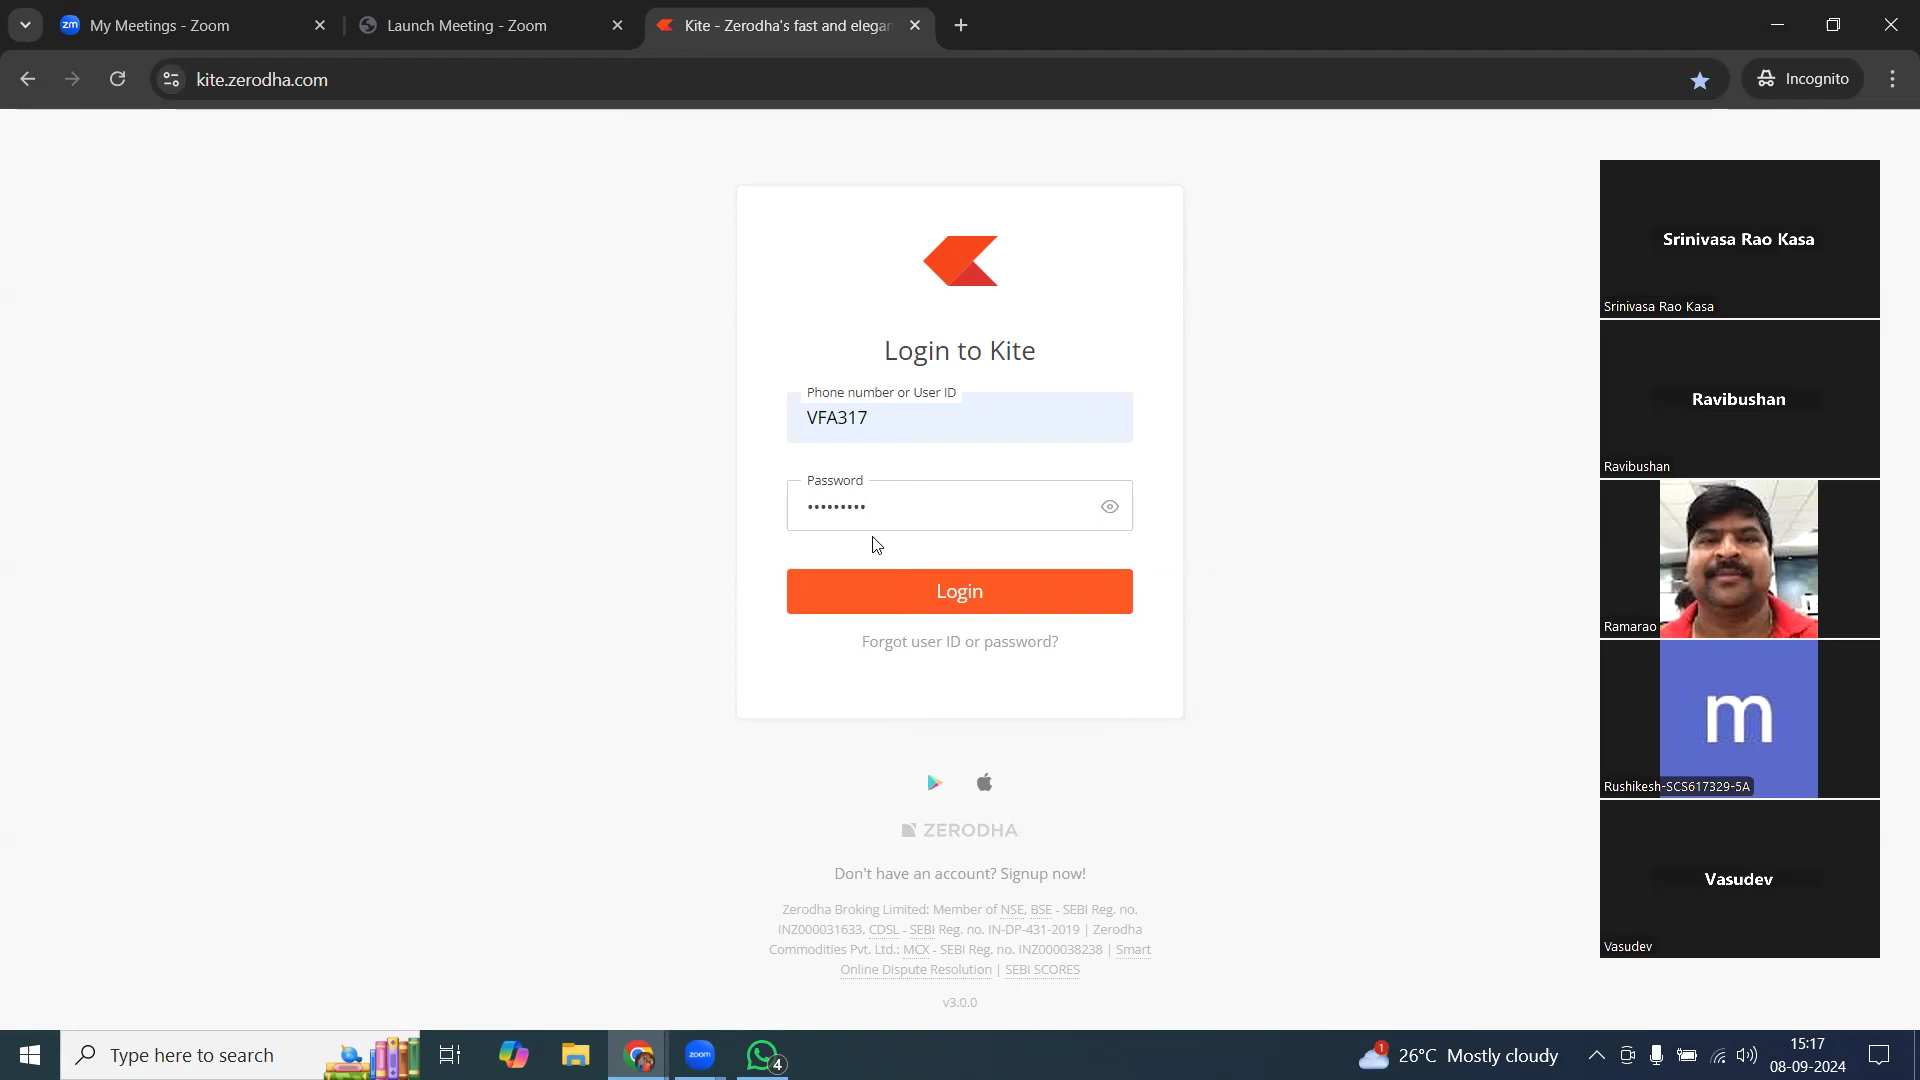 zm My Meetings - Zoom
Launch Meeting - Zoom
Kite - Zerodha's fast and elegan
kite.zerodha.com
Incognito
Login to Kite
Phone number or User ID
VFA317
Password
•••••••••
Login
Forgot user ID or password?
ZERODHA
Don't have an account? Signup now!
Zerodha Broking Limited: Member of NSE, BSE - SEBI Reg. no.
INZ000031633, CDSL - SEBI Reg. no. IN-DP-431-2019 | Zerodha
Commodities Pvt. Ltd.: MCX - SEBI Reg. no. INZ000038238 | Smart
Online Dispute Resolution | SEBI SCORES
v3.0.0
Srinivasa Rao Kasa
Srinivasa Rao Kasa
Ravibushan
Ravibushan
Ramarao
m
Rushikesh-SCS617329-5A
Vasudev
Vasudev
Type here to search
zoom
4
1
26°C Mostly cloudy
15:17
08-09-2024